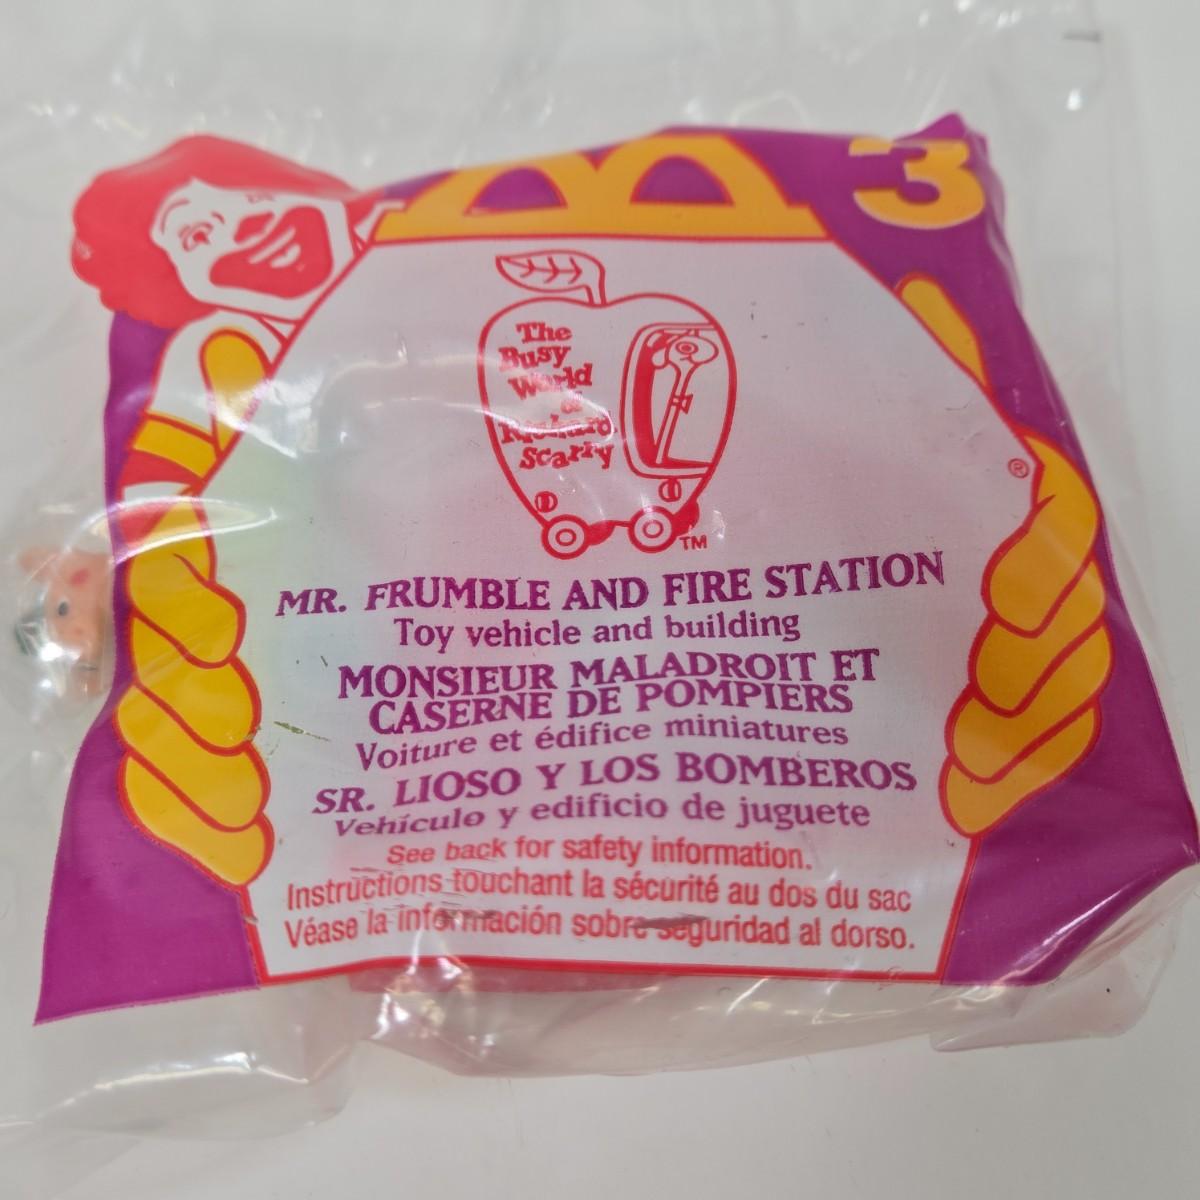 3
The
Busy
World
of
Richard
Scarry
®
TM
MR. FRUMBLE AND FIRE STATION
Toy vehicle and building
MONSIEUR MALADROIT ET
CASERNE DE POMPIERS
Voiture et édifice miniatures
SR. LIOSO Y LOS BOMBEROS
Vehículo y edificio de juguete
See back for safety information.
Instructions touchant la sécurité au dos du sac
Véase la información sobre seguridad al dorso.